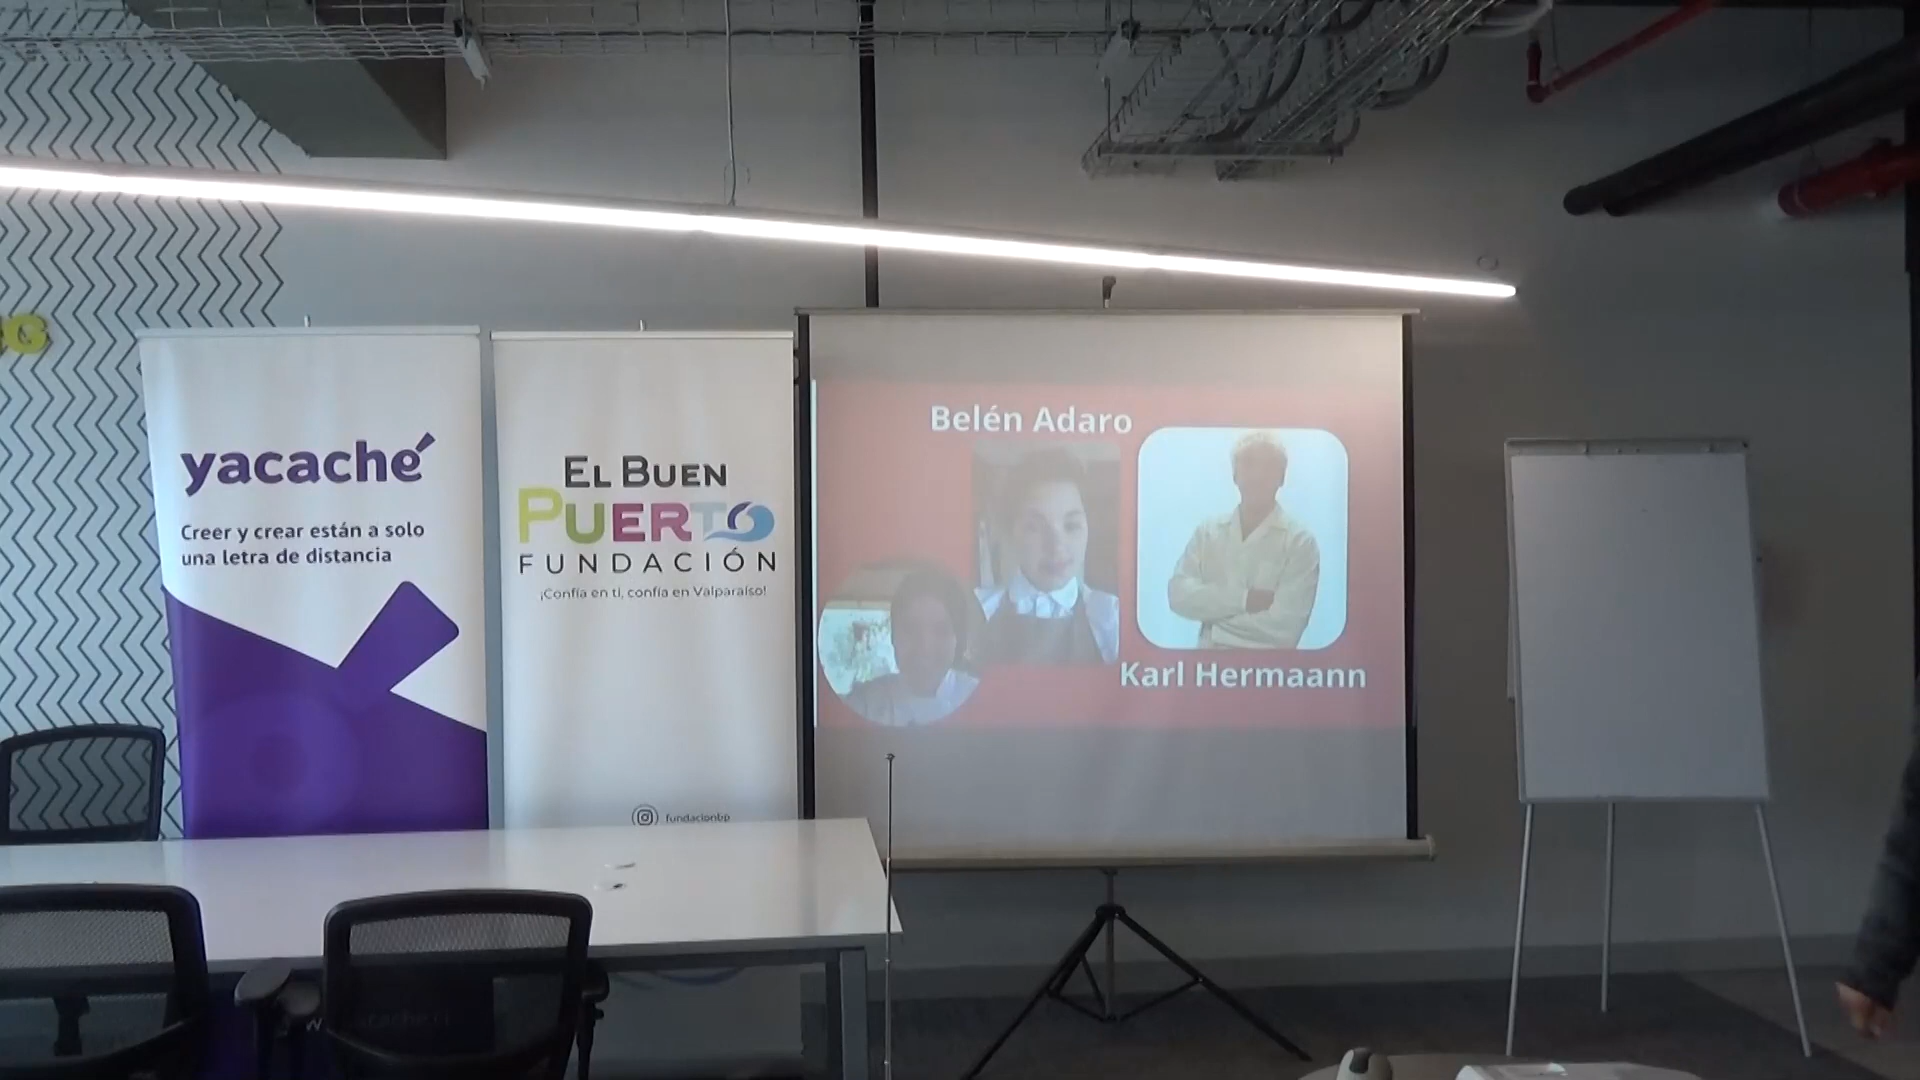 yacaché
Creer y crear están a solo
una letra de distancia
EL BUEN
PUERTO
FUNDACIÓN
¡Confía en ti, confía en Valparaíso!
fundacionbp
Belén Adaro
Karl Hermaann